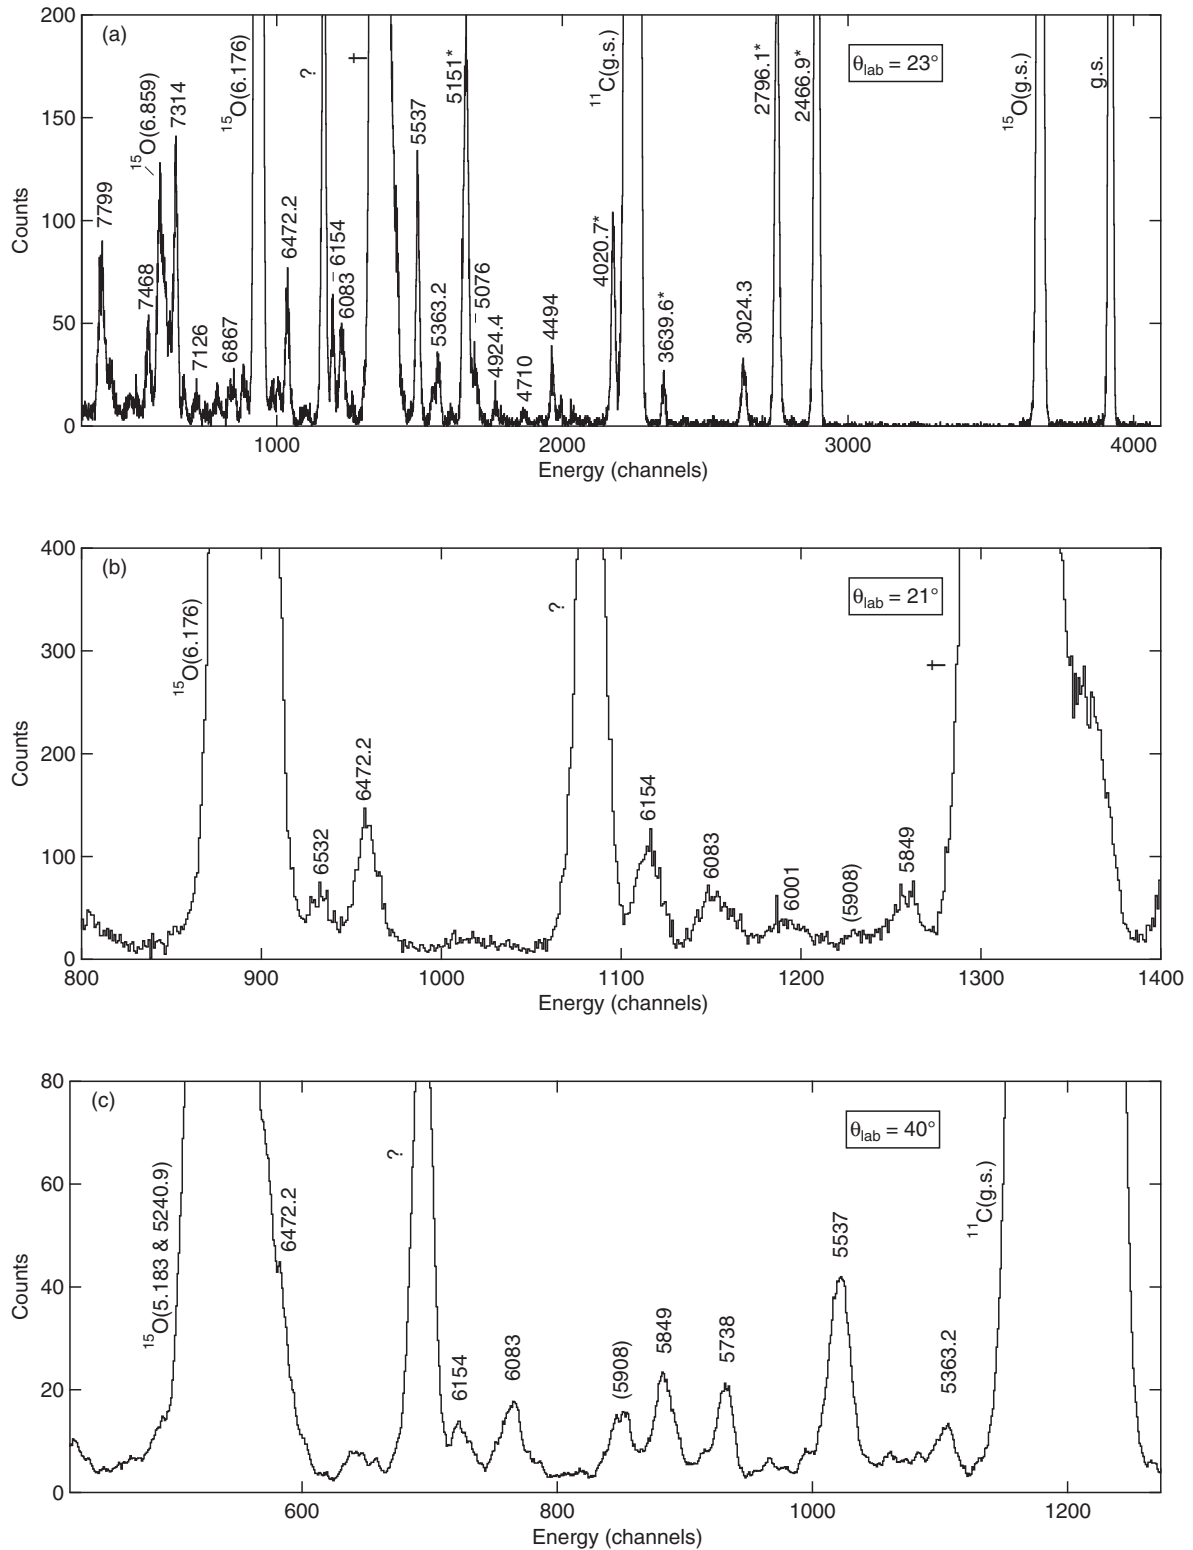 (a)
θlab = 23°
200
150
100
50
0
Counts
7799
7468
15O(6.859)
7314
7126
6867
15O(6.176)
6472.2
?
6154
6083
†
5537
5363.2
5151*
5076
4924.4
4710
4494
4020.7*
11C(g.s.)
3639.6*
3024.3
2796.1*
2466.9*
15O(g.s.)
g.s.
1000 2000 3000 4000
Energy (channels)
(b)
θlab = 21°
400
300
200
100
0
Counts
15O(6.176)
6532
6472.2
?
6154
6083
6001
(5908)
5849
†
800 900 1000 1100 1200 1300 1400
Energy (channels)
(c)
θlab = 40°
80
60
40
20
0
Counts
15O(5.183 & 5240.9)
6472.2
?
6154
6083
(5908)
5849
5738
5537
5363.2
11C(g.s.)
600 800 1000 1200
Energy (channels)